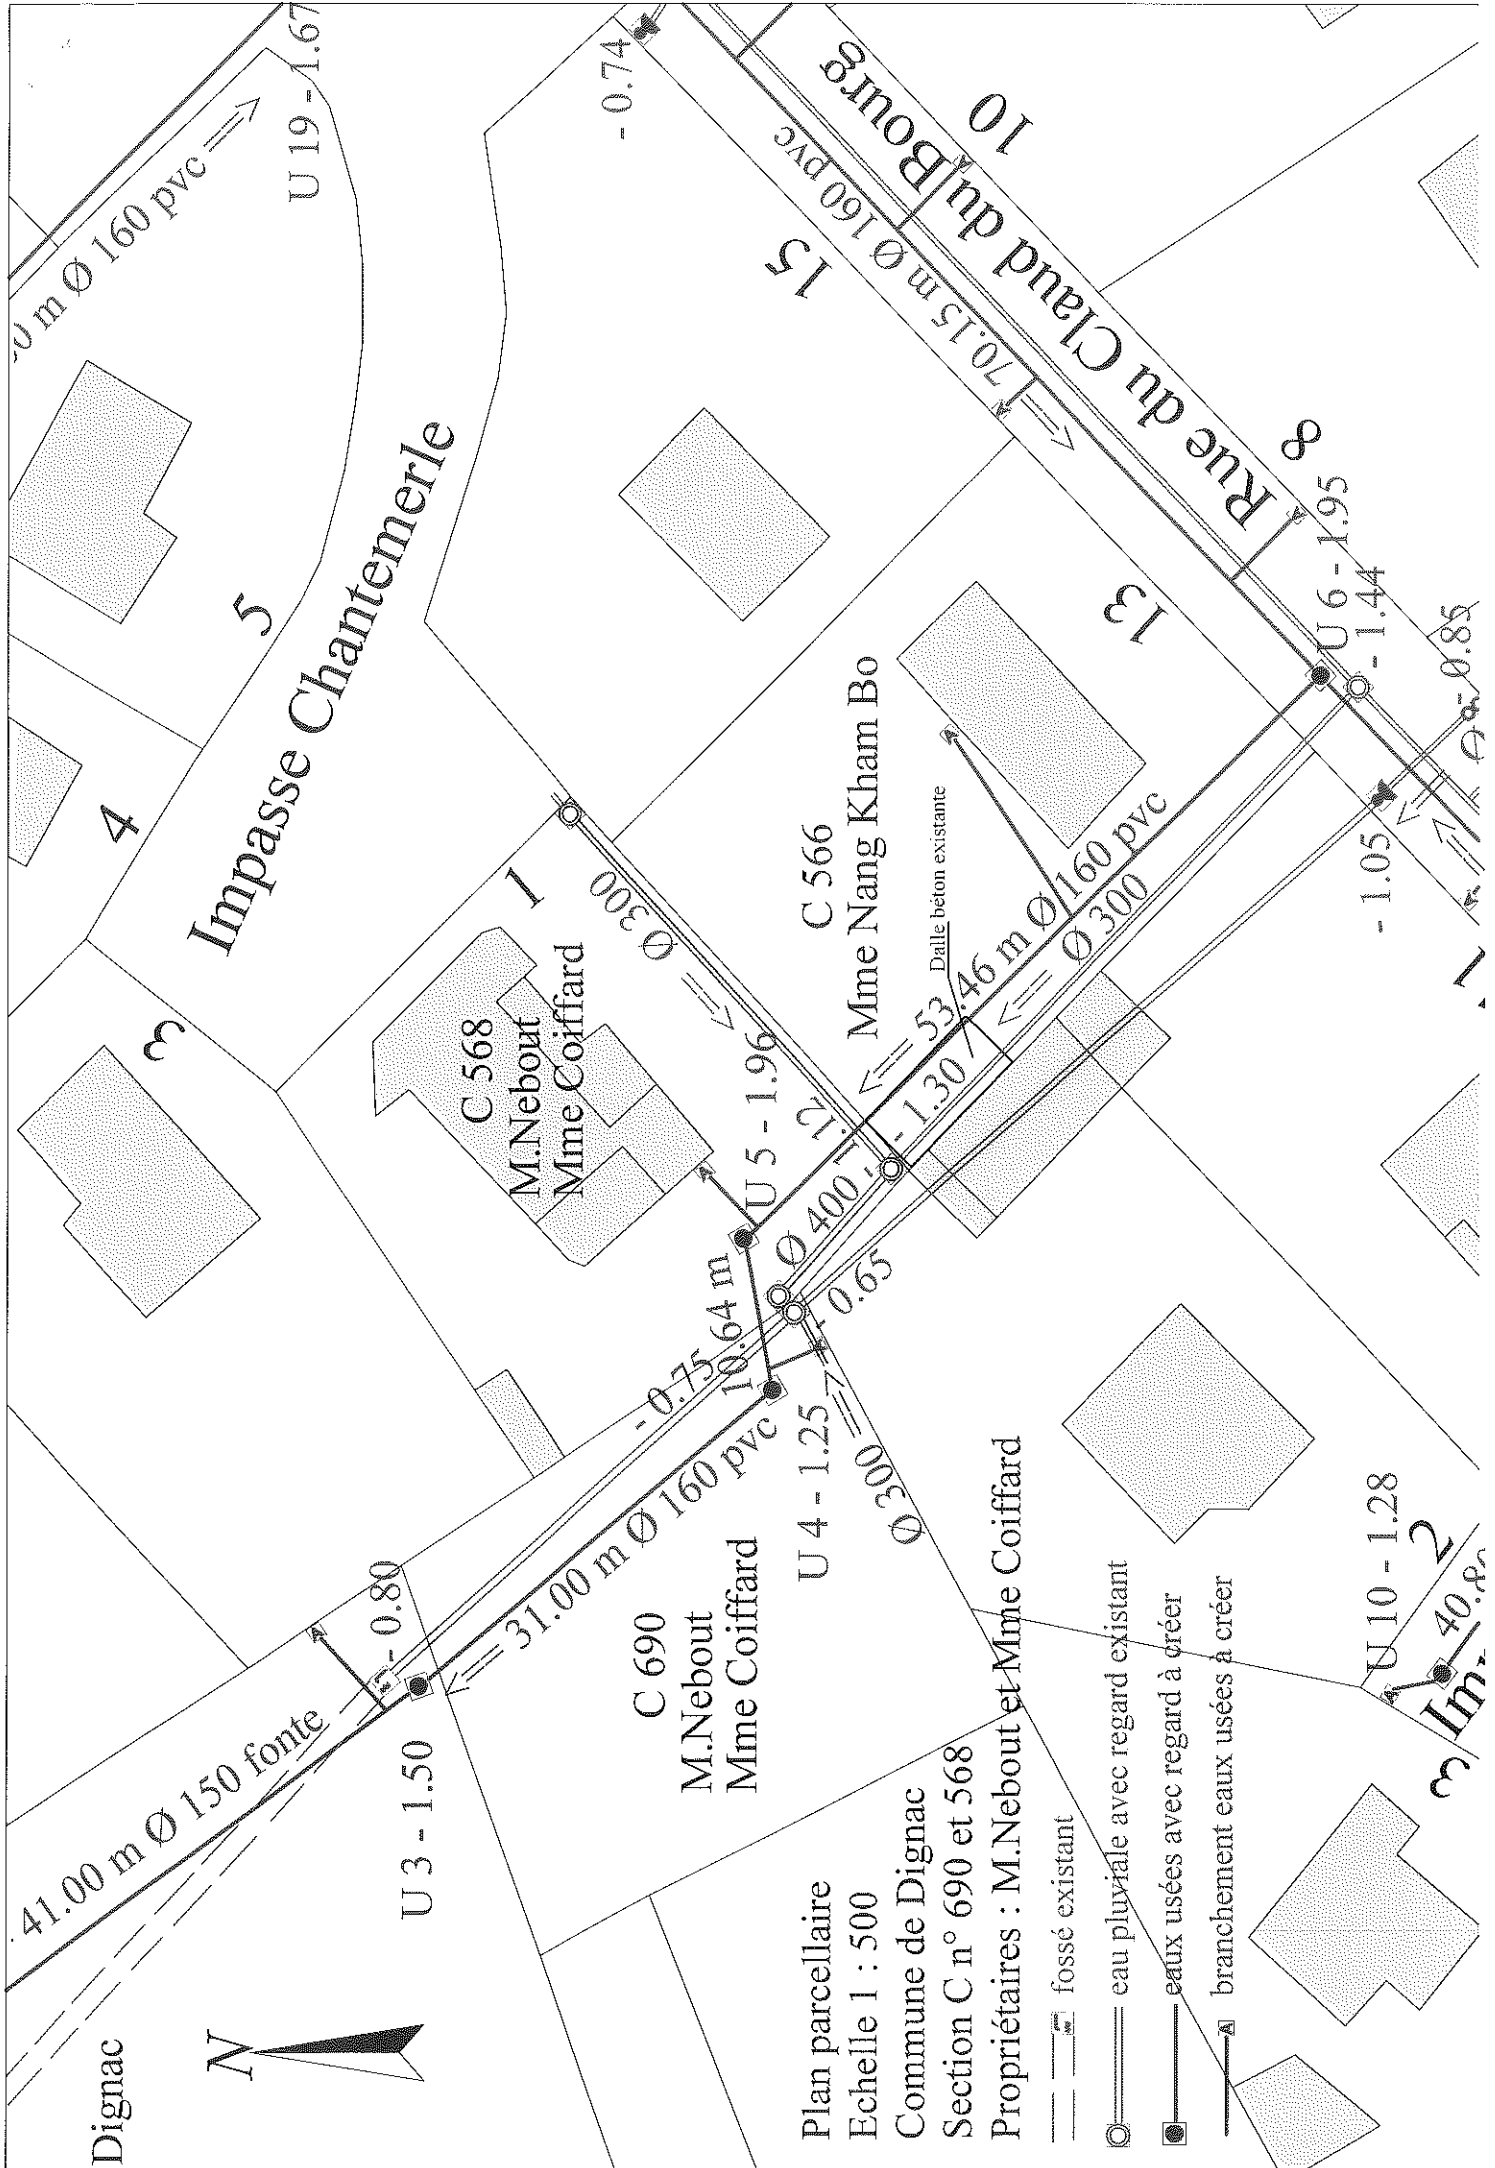 Dignac
N
41.00 m Ø 150 fonte
- 0.80
U 3 - 1.50
31.00 m Ø 160 pvc
C 690
M.Nebout
Mme Coiffard
- 0.75
10.64 m
U 4 - 1.25
Ø 300
- 0.65
Ø 400
- 1.12
- 1.30
U 5 - 1.96
C 568
M.Nebout
Mme Coiffard
3
4
5
1
Impasse Chantemerle
0 m Ø 160 pvc
U 19 - 1.67
- 0.74
Ø 300
C 566
Mme Nang Kham Bo
Dalle béton existante
53.46 m Ø 160 pvc
Ø 300
15
13
70.15 m Ø 160 pvc
Rue du Claud du Bourg
10
8
U 6 - 1.95
- 1.44
- 0.85
- 1.05
1
U 10 - 1.28
2
40.80
3
Imp
Plan parcellaire
Echelle 1 : 500
Commune de Dignac
Section C n° 690 et 568
Propriétaires : M.Nebout et Mme Coiffard
fossé existant
eau pluviale avec regard existant
eaux usées avec regard à créer
branchement eaux usées à créer